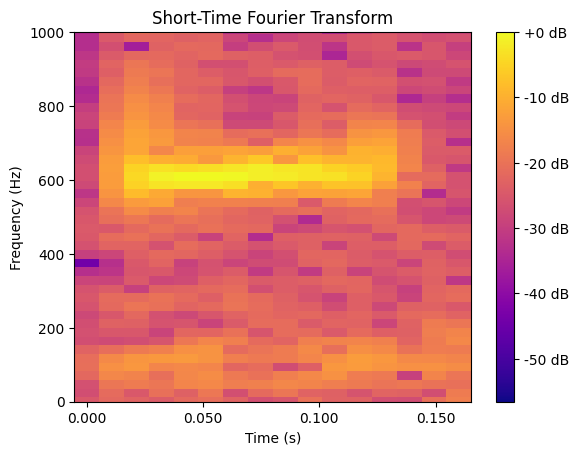 Short-Time Fourier Transform
1000
800
600
400
200
0
Frequency (Hz)
0.000
0.050
0.100
0.150
Time (s)
+0 dB
-10 dB
-20 dB
-30 dB
-40 dB
-50 dB